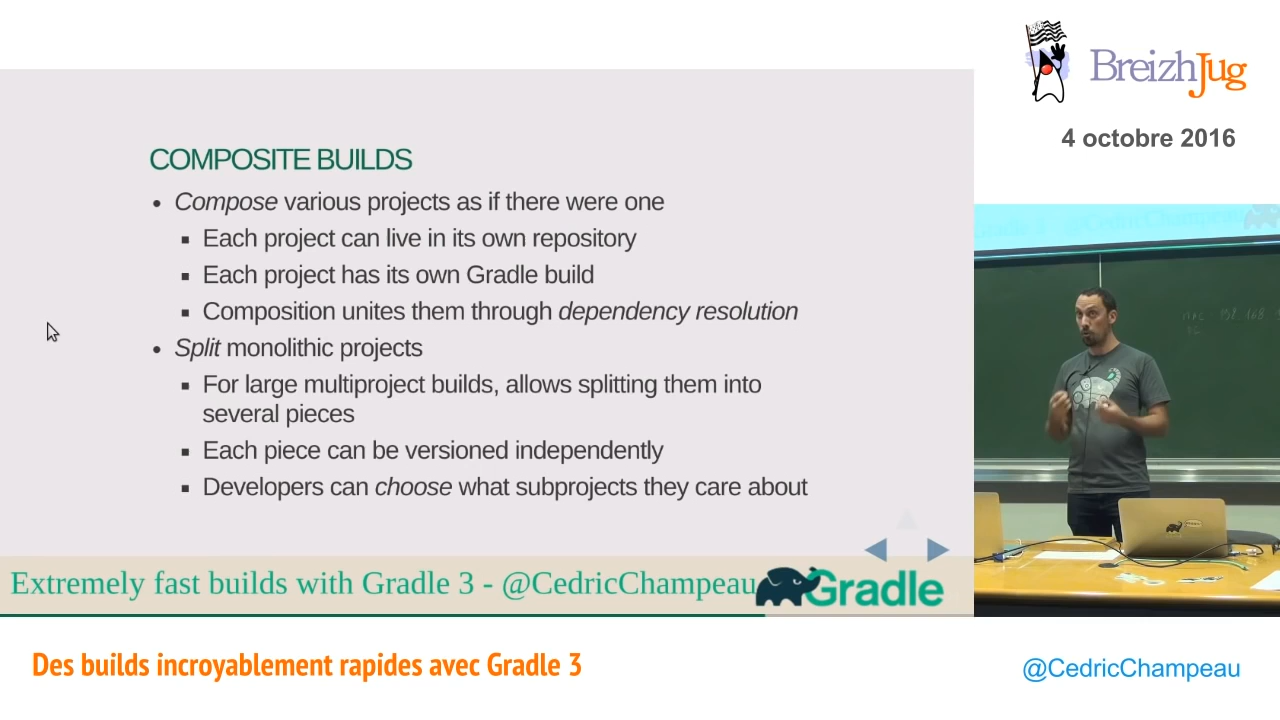 BreizhJug
4 octobre 2016
COMPOSITE BUILDS
Compose various projects as if there were one
Each project can live in its own repository
Each project has its own Gradle build
Composition unites them through dependency resolution
Split monolithic projects
For large multiproject builds, allows splitting them into
several pieces
Each piece can be versioned independently
Developers can choose what subprojects they care about
Extremely fast builds with Gradle 3 - @CedricChampeau
Gradle
Des builds incroyablement rapides avec Gradle 3
@CedricChampeau